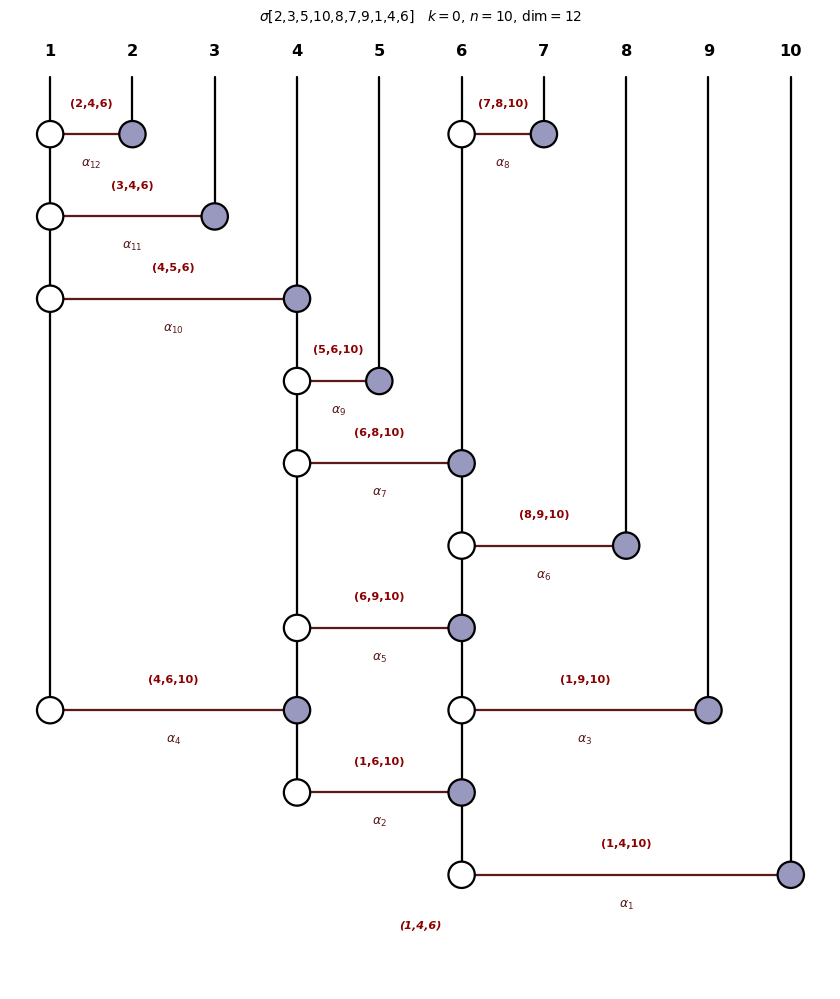 σ[2,3,5,10,8,7,9,1,4,6]   k=0, n=10, dim=12
1 2 3 4 5 6 7 8 9 10
(2,4,6) (7,8,10)
α₁₂ α₈
(3,4,6)
α₁₁
(4,5,6)
α₁₀
(5,6,10)
α₉
(6,8,10)
α₇
(8,9,10)
α₆
(6,9,10)
α₅
(4,6,10) (1,9,10)
α₄ α₃
(1,6,10)
α₂
(1,4,10)
α₁
(1,4,6)